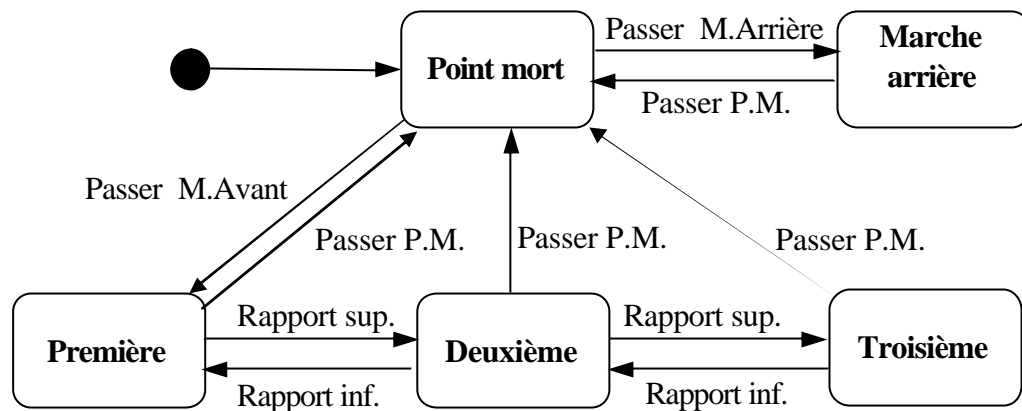 Passer M.Arrière
Point mort
Marche
arrière
Passer P.M.
Passer M.Avant
Passer P.M.
Passer P.M.
Passer P.M.
Rapport sup.
Rapport sup.
Première
Deuxième
Troisième
Rapport inf.
Rapport inf.